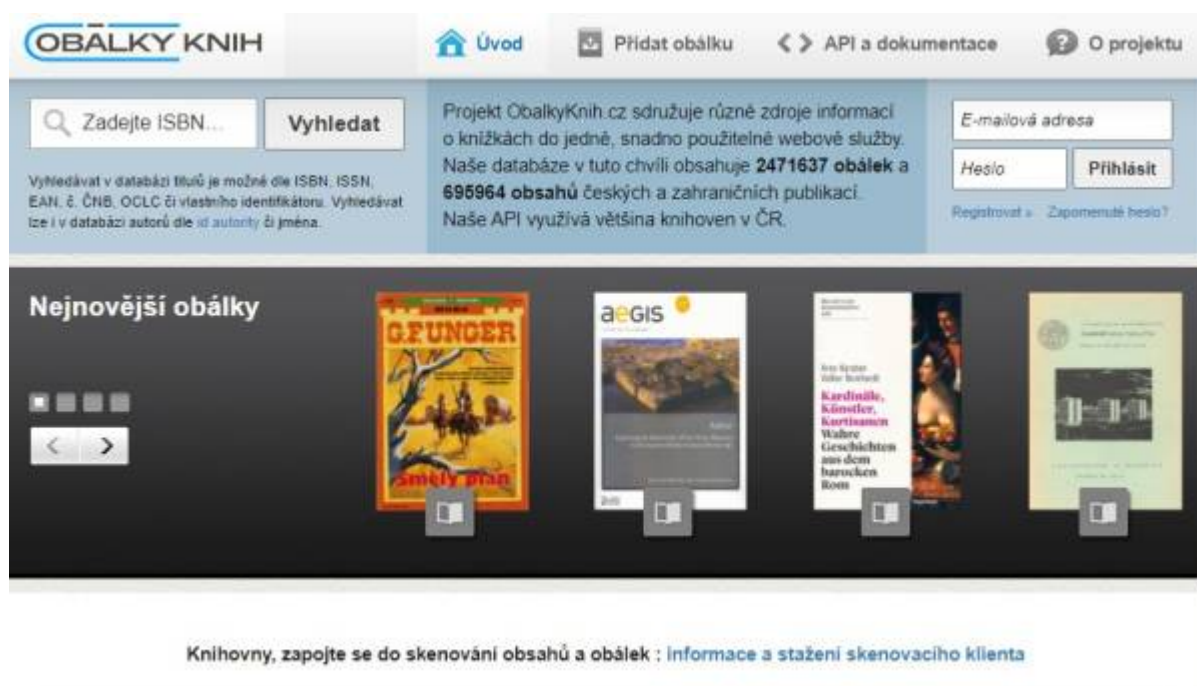 OBÁLKY KNIH
Úvod
Přidat obálku
API a dokumentace
O projektu
Zadejte ISBN...
Vyhledat
Vyhledávat v databázi titulů je možné dle ISBN, ISSN,
EAN, č. ČNB, OCLC či vlastního identifikátoru. Vyhledávat
lze i v databázi autorů dle id autority či jména.
Projekt ObalkyKnih.cz sdružuje různé zdroje informací
o knížkách do jedné, snadno použitelné webové služby.
Naše databáze v tuto chvíli obsahuje 2471637 obálek a
695964 obsahů českých a zahraničních publikací.
Naše API využívá většina knihoven v ČR.
E-mailová adresa
Heslo
Přihlásit
Registrovat »
Zapomenuté heslo?
Nejnovější obálky
G.F. UNGER
Smělý plán
aeGIS
Arne Karsten
Volker Reinhardt
Kardinäle,
Künstler,
Kurtisanen
Wahre
Geschichten
aus dem
barocken
Rom
Knihovny, zapojte se do skenování obsahů a obálek : informace a stažení skenovacího klienta